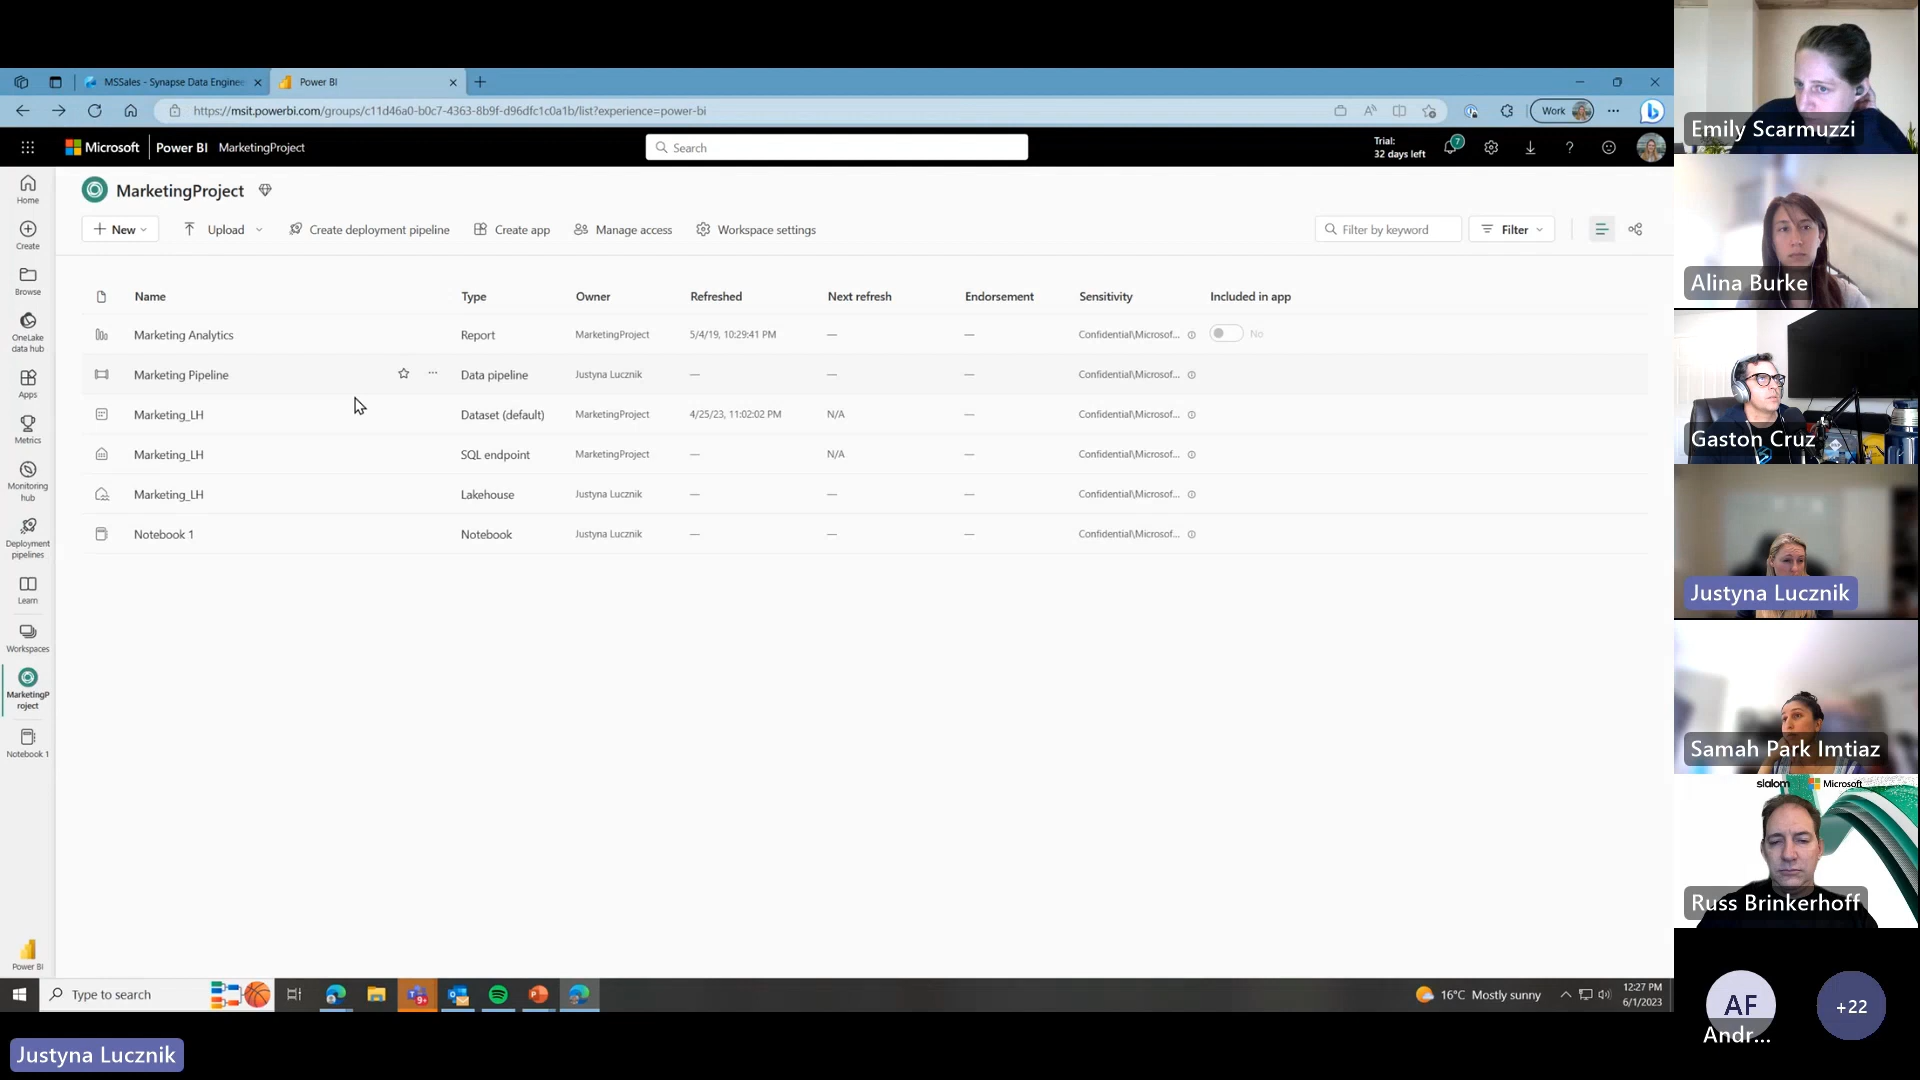 MSSales - Synapse Data Engine
Power BI
https://msit.powerbi.com/groups/c11d46a0-b0c7-4363-8b9f-d96dfc1c0a1b/list?experience=power-bi
Work
Microsoft
Power BI
MarketingProject
Search
Trial:
32 days left
7
MarketingProject
New
Upload
Create deployment pipeline
Create app
Manage access
Workspace settings
Filter by keyword
Filter
Home
Create
Browse
OneLake
data hub
Apps
Metrics
Monitoring
hub
Deployment
pipelines
Learn
Workspaces
MarketingP
roject
Notebook 1
Power BI
Name Type Owner Refreshed Next refresh Endorsement Sensitivity Included in app
Marketing Analytics Report MarketingProject 5/4/19, 10:29:41 PM — — Confidential\Microsof... No
Marketing Pipeline ... Data pipeline Justyna Lucznik — — — Confidential\Microsof...
Marketing_LH Dataset (default) MarketingProject 4/25/23, 11:02:02 PM N/A — Confidential\Microsof...
Marketing_LH SQL endpoint MarketingProject — N/A — Confidential\Microsof...
Marketing_LH Lakehouse Justyna Lucznik — — — Confidential\Microsof...
Notebook 1 Notebook Justyna Lucznik — — — Confidential\Microsof...
Type to search
9+
16°C Mostly sunny
12:27 PM
6/1/2023
Justyna Lucznik
Emily Scarmuzzi
Alina Burke
Gaston Cruz
Justyna Lucznik
Samah Park Imtiaz
slalom Microsoft
Russ Brinkerhoff
AF
Andr...
+22